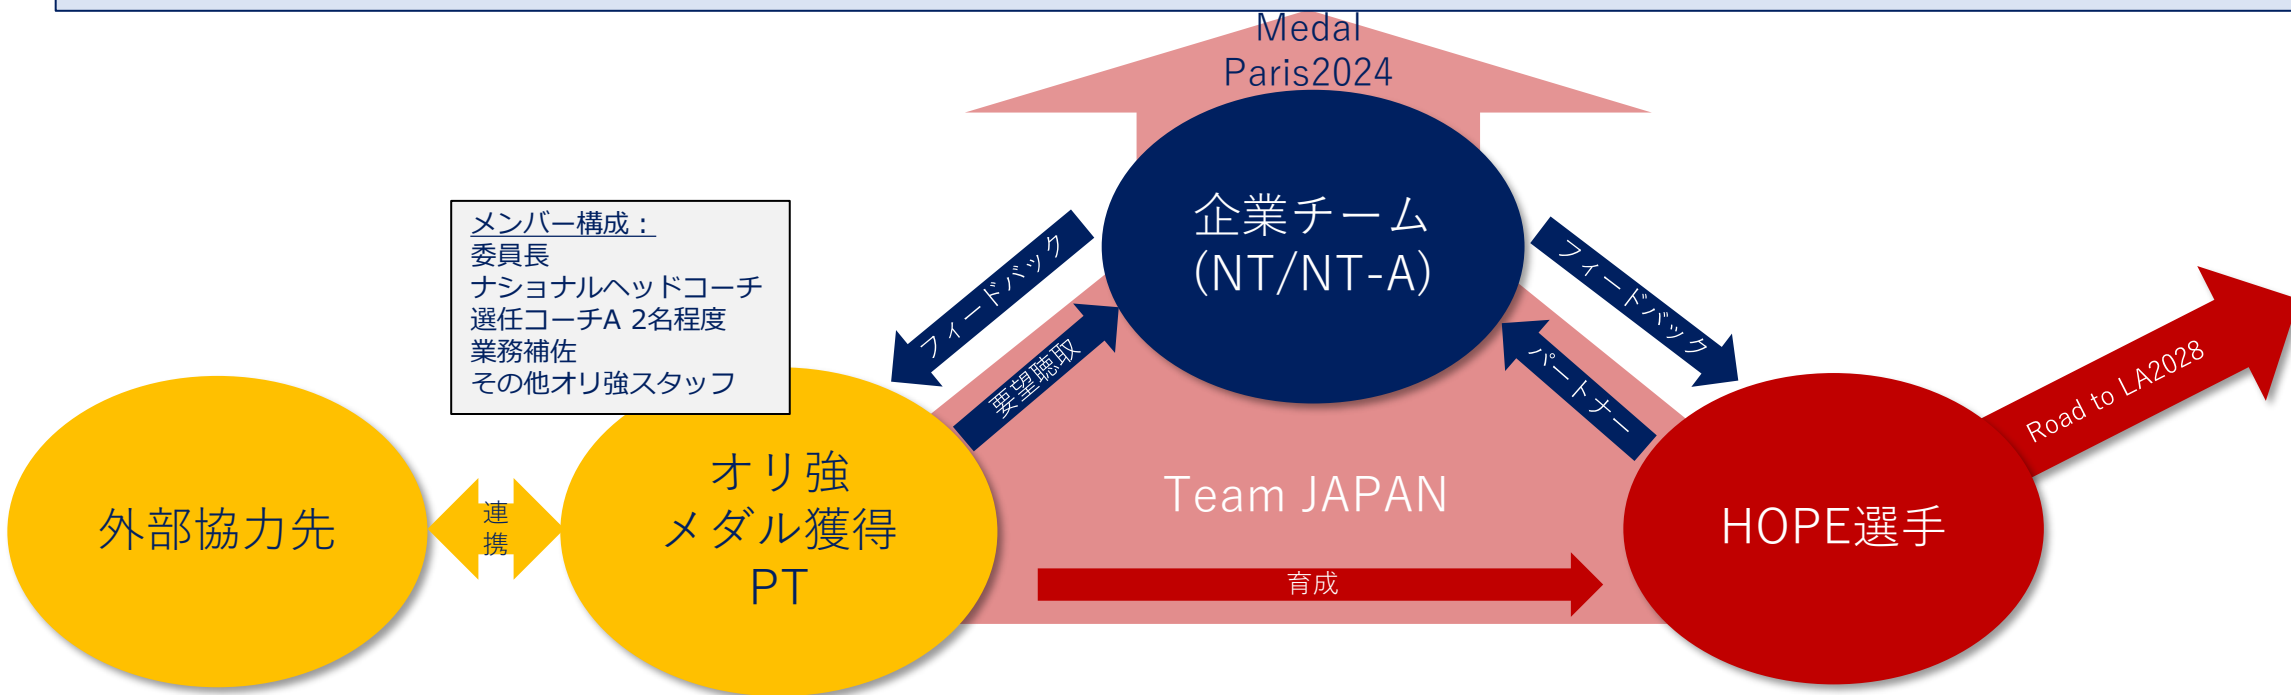 Medal
Paris2024
企業チーム
(NT/NT-A)
メンバー構成：
委員長
ナショナルヘッドコーチ
選任コーチA 2名程度
業務補佐
その他オリ強スタッフ
フィードバック
要望聴取
フィードバック
パートナー
Road to LA2028
外部協力先
連
携
オリ強
メダル獲得
PT
Team JAPAN
育成
HOPE選手